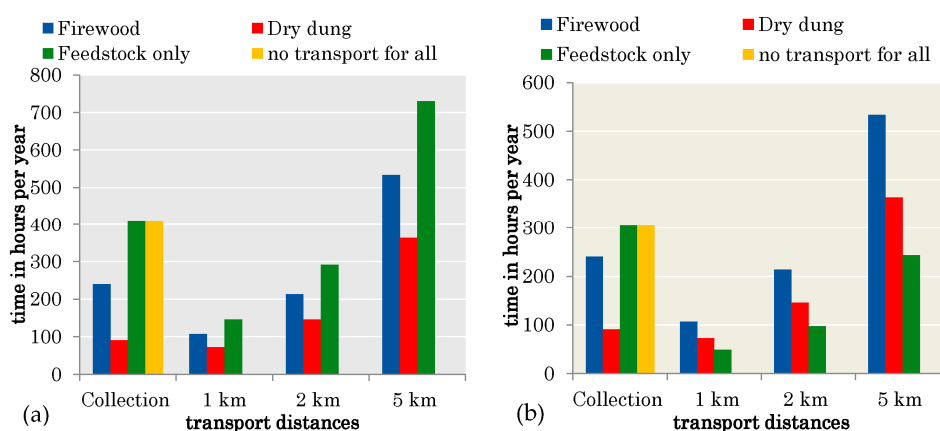 Firewood Dry dung
Feedstock only no transport for all
800
700
600
500
400
300
200
100
0
time in hours per year
Collection 1 km 2 km 5 km
transport distances
(a)
Firewood Dry dung
Feedstock only no transport for all
600
500
400
300
200
100
0
time in hours per year
Collection 1 km 2 km 5 km
transport distances
(b)